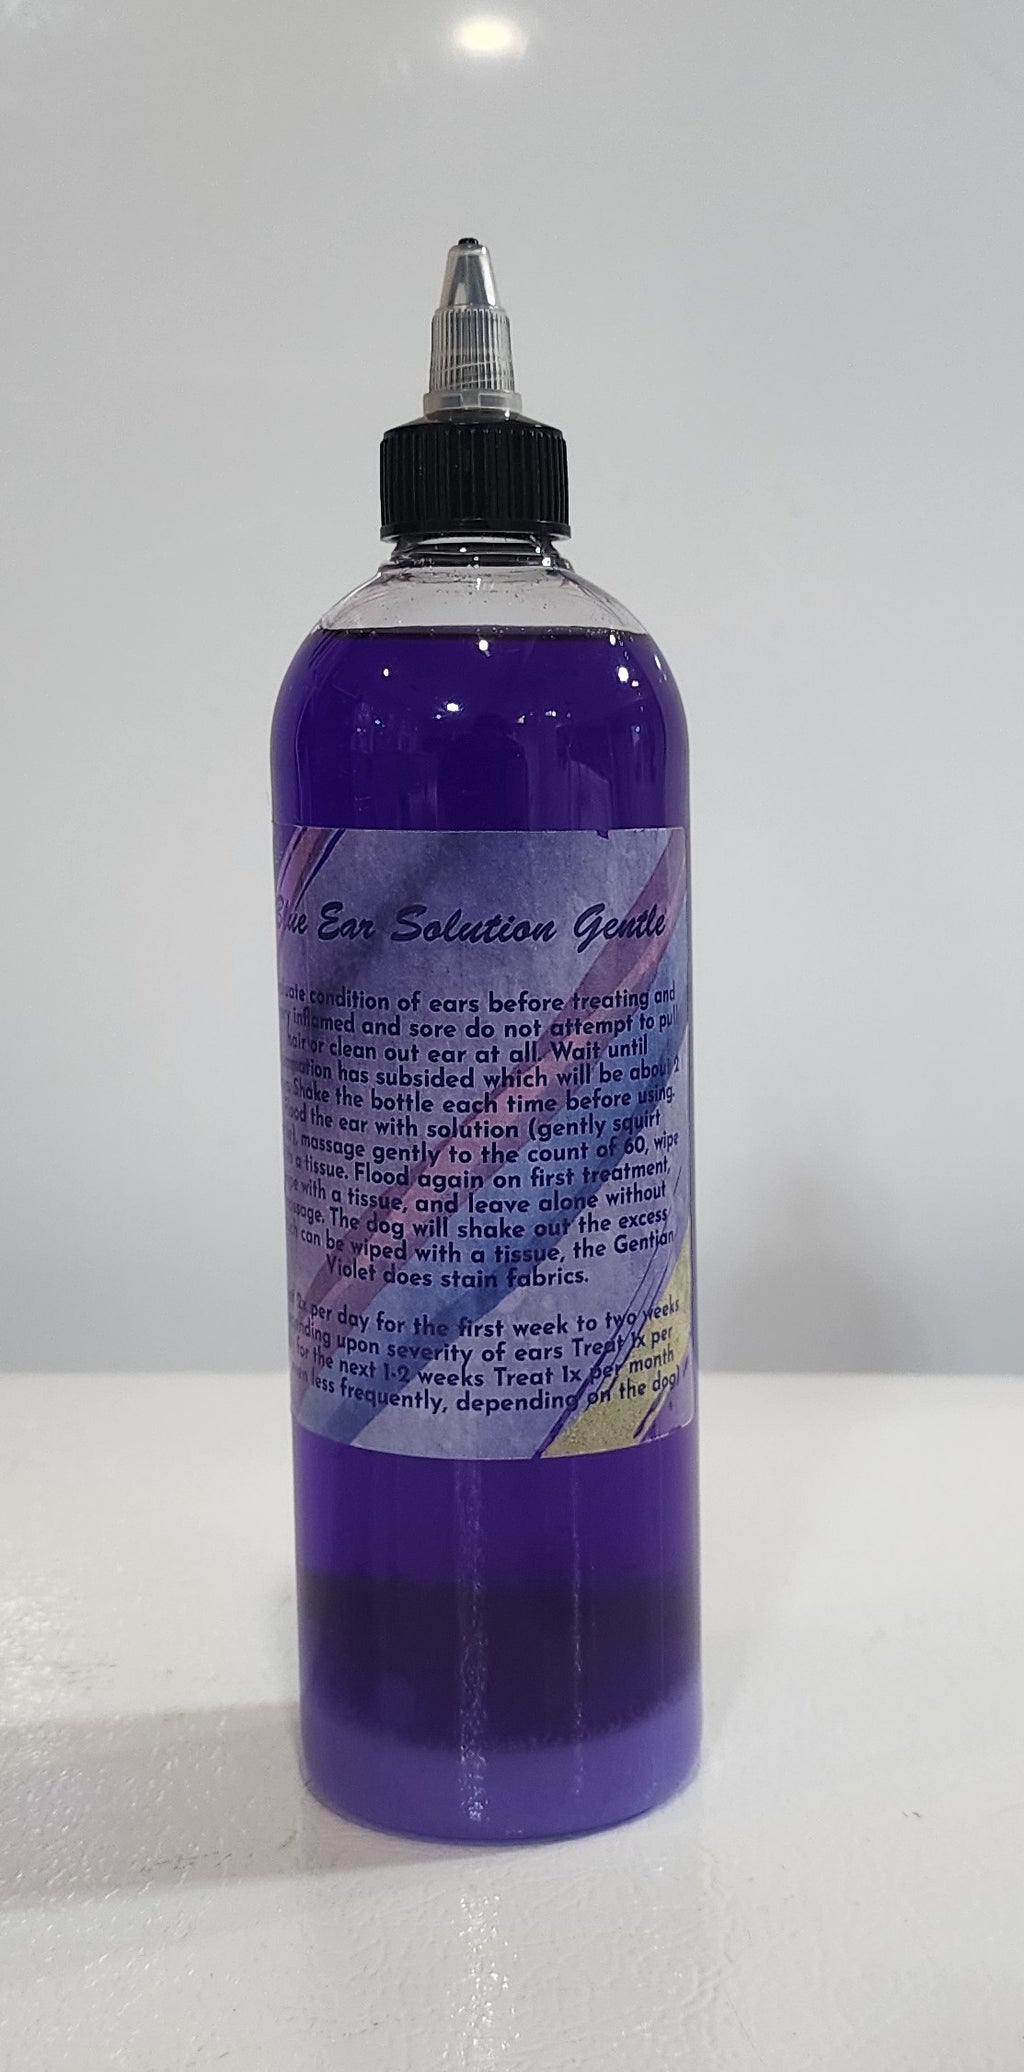 Blue Ear Solution Gentle
condition of ears before treating and
inflamed and sore do not attempt to pull
hair or clean out ear at all. Wait until
has subsided which will be about 2
Shake the bottle each time before using.
the ear with solution (gently squirt
massage gently to the count of 60, wipe
a tissue. Flood again on first treatment,
with a tissue, and leave alone without
The dog will shake out the excess
can be wiped with a tissue, the Gentian
Violet does stain fabrics.
2x per day for the first week to two weeks
upon severity of ears Treat 1x per
for the next 1-2 weeks Treat 1x per month
less frequently, depending on the dog)